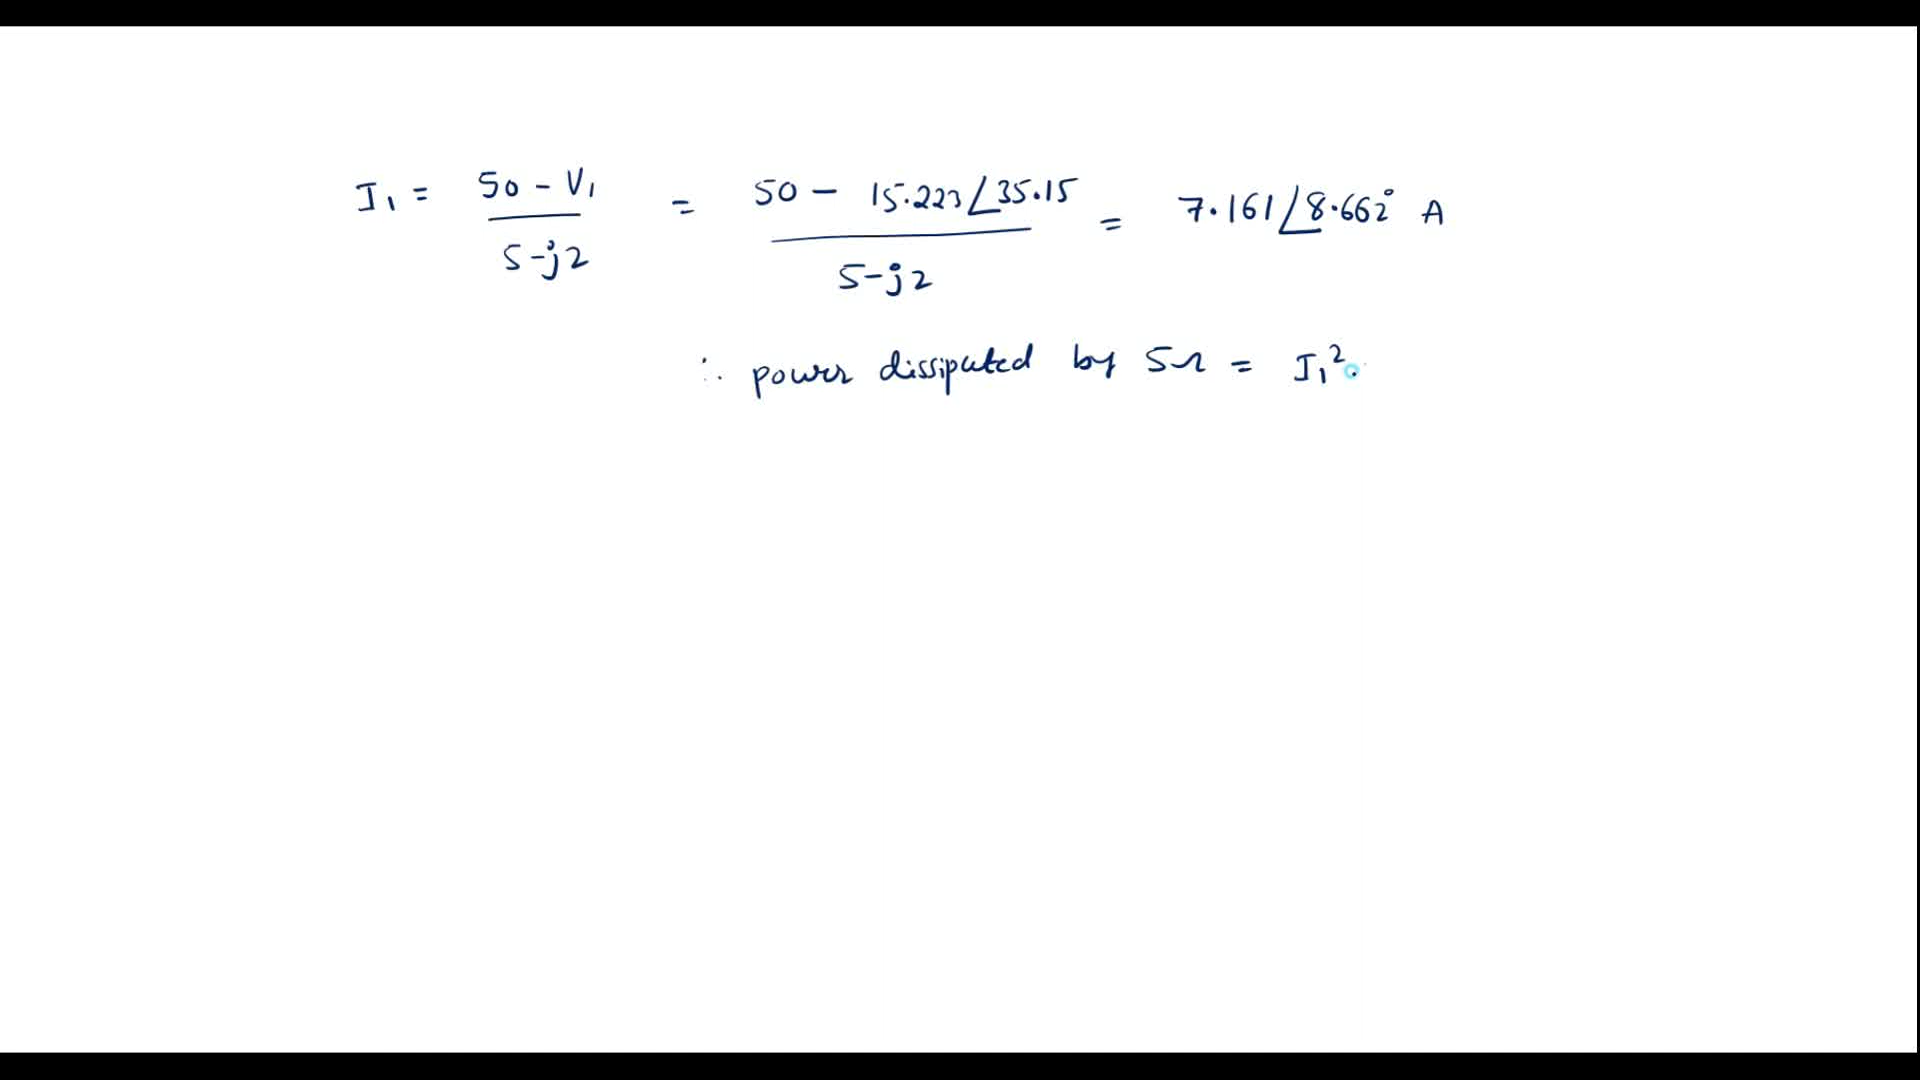 I₁ = (50 - V₁)/(5-j2) = (50 - 15.223∠35.15)/(5-j2) = 7.161∠8.662° A
∴ power dissipated by 5Ω = I₁²